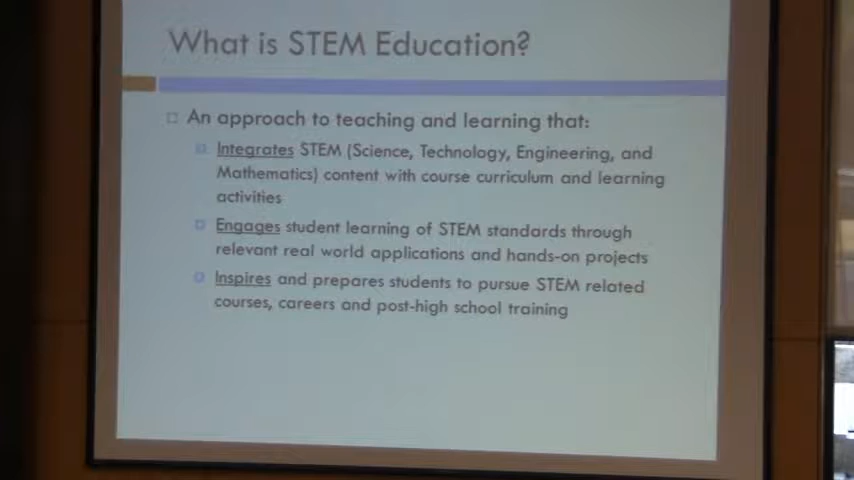 What is STEM Education?
An approach to teaching and learning that:
Integrates STEM (Science, Technology, Engineering, and
Mathematics) content with course curriculum and learning
activities
Engages student learning of STEM standards through
relevant real world applications and hands-on projects
Inspires and prepares students to pursue STEM related
courses, careers and post-high school training